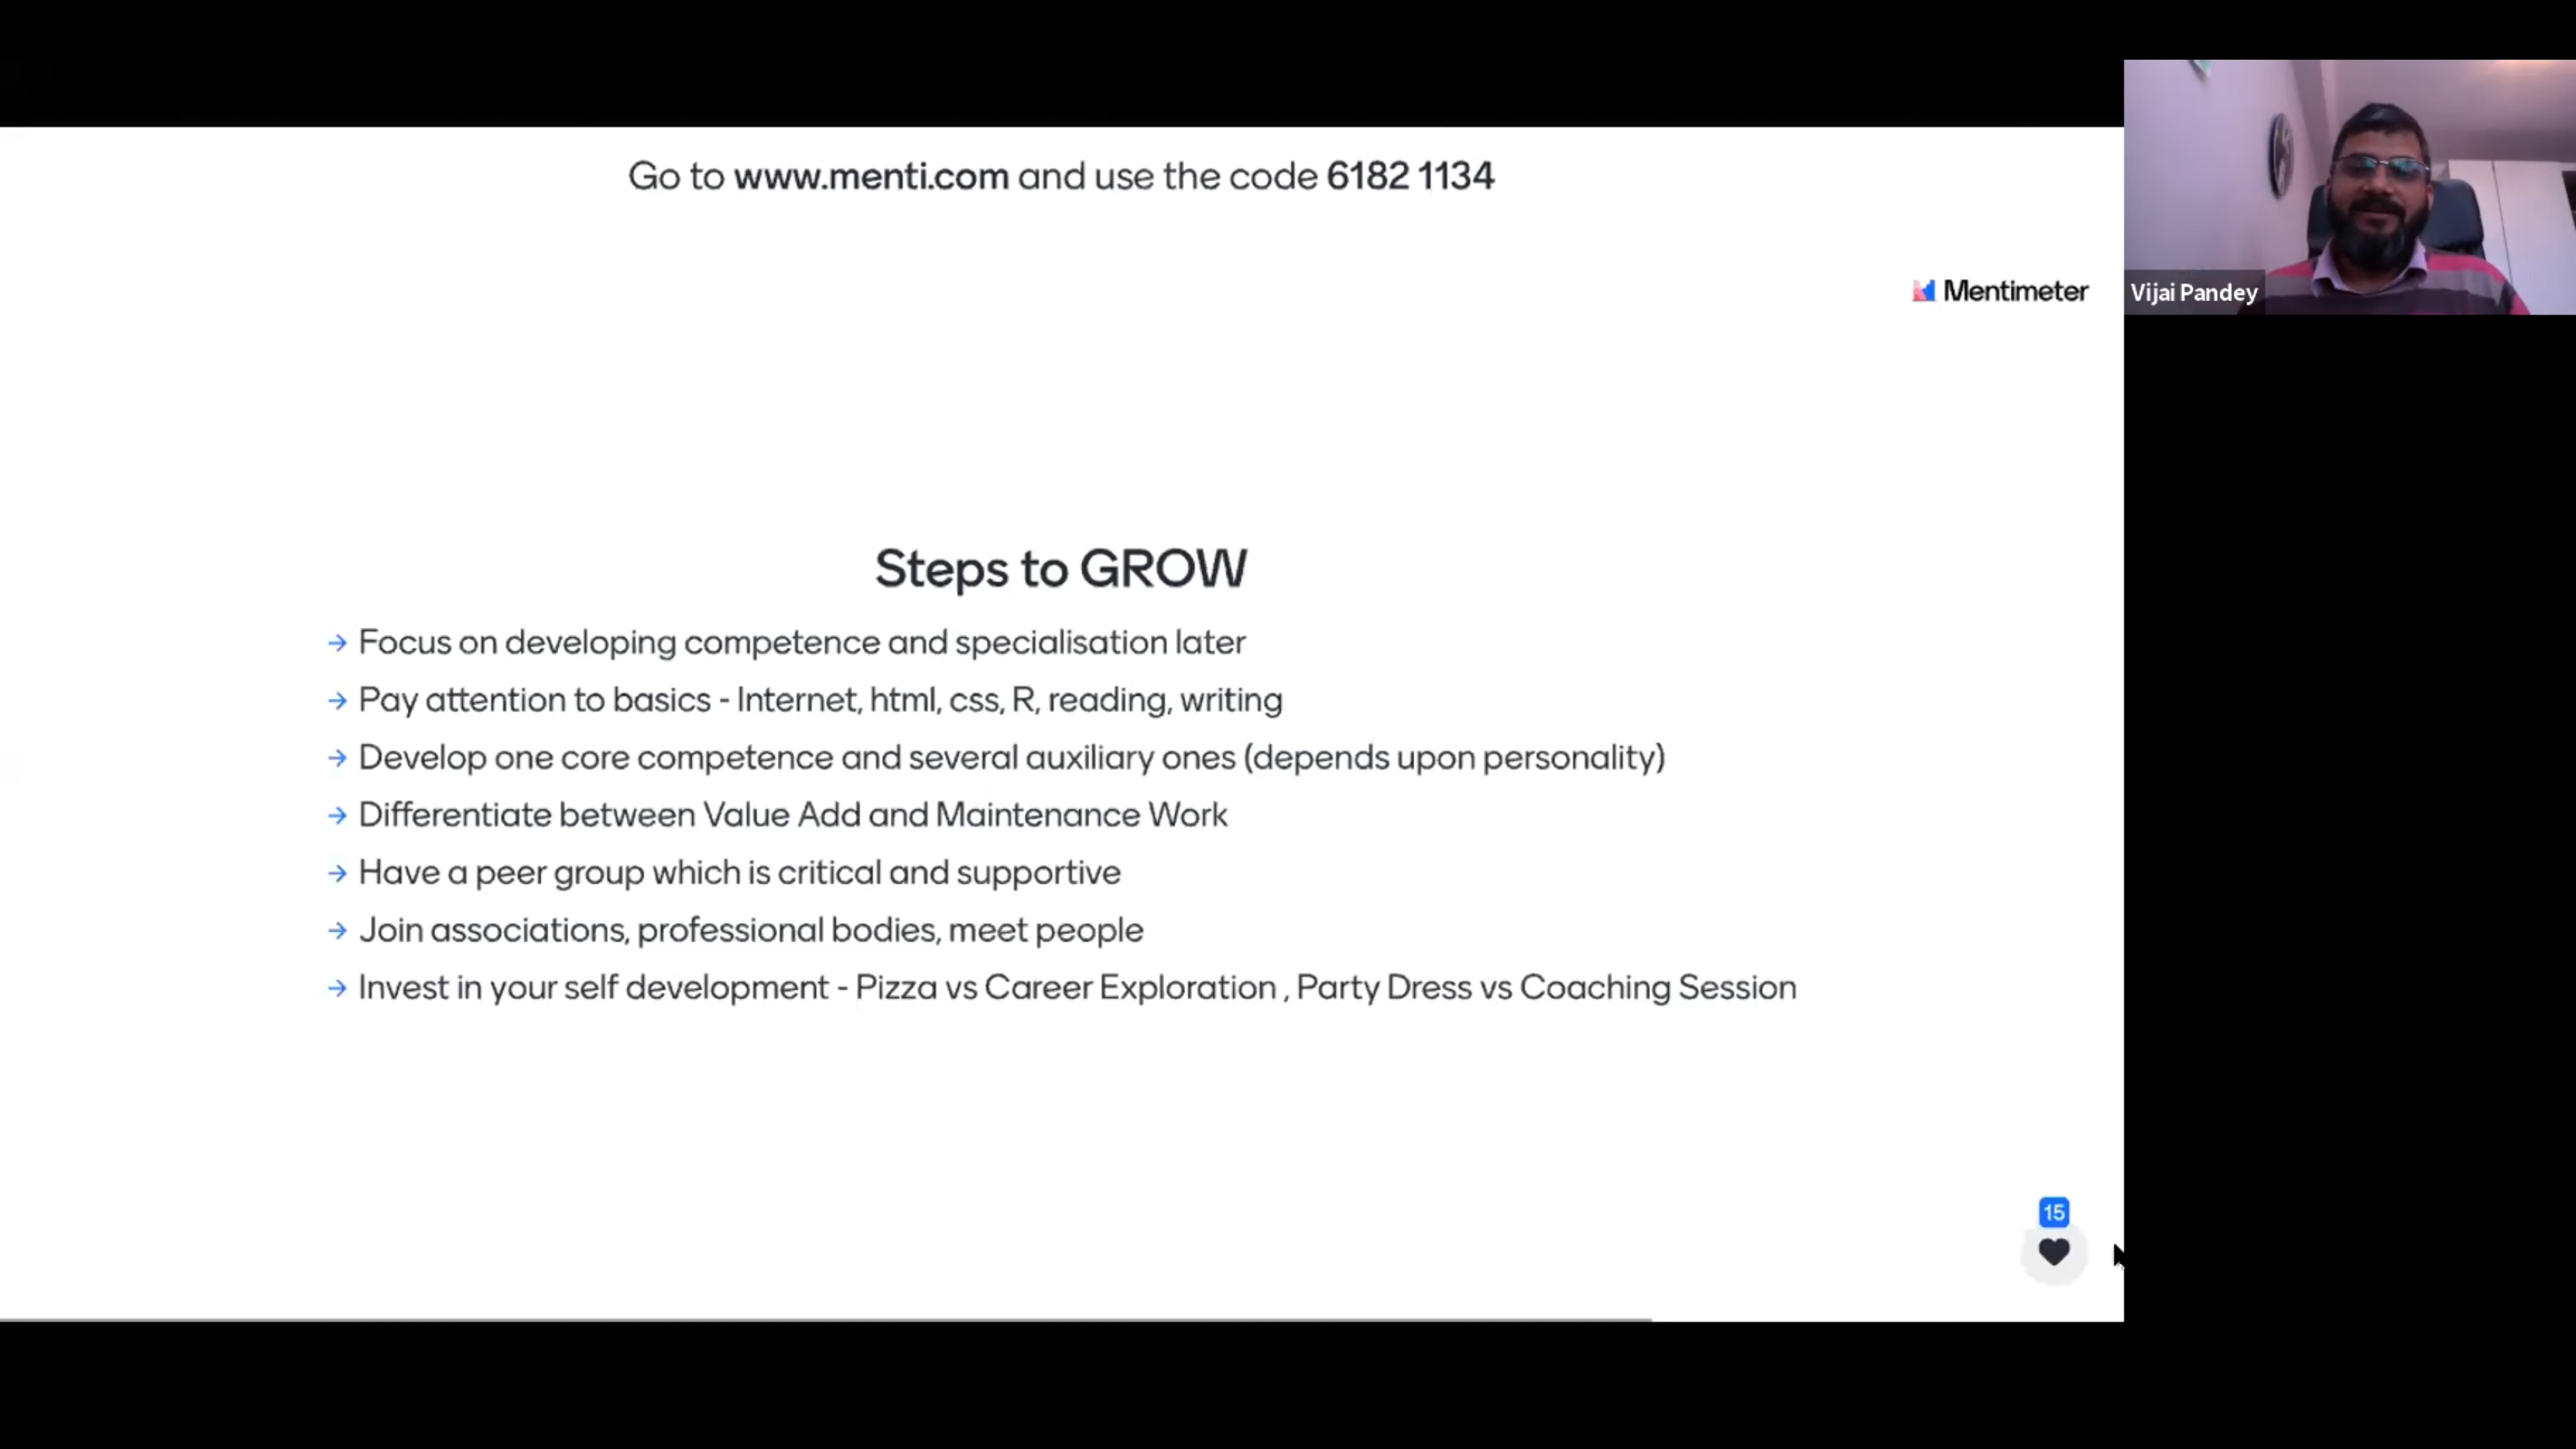 Go to www.menti.com and use the code 6182 1134
Mentimeter
Vijai Pandey
Steps to GROW
→ Focus on developing competence and specialisation later
→ Pay attention to basics - Internet, html, css, R, reading, writing
→ Develop one core competence and several auxiliary ones (depends upon personality)
→ Differentiate between Value Add and Maintenance Work
→ Have a peer group which is critical and supportive
→ Join associations, professional bodies, meet people
→ Invest in your self development - Pizza vs Career Exploration , Party Dress vs Coaching Session
15